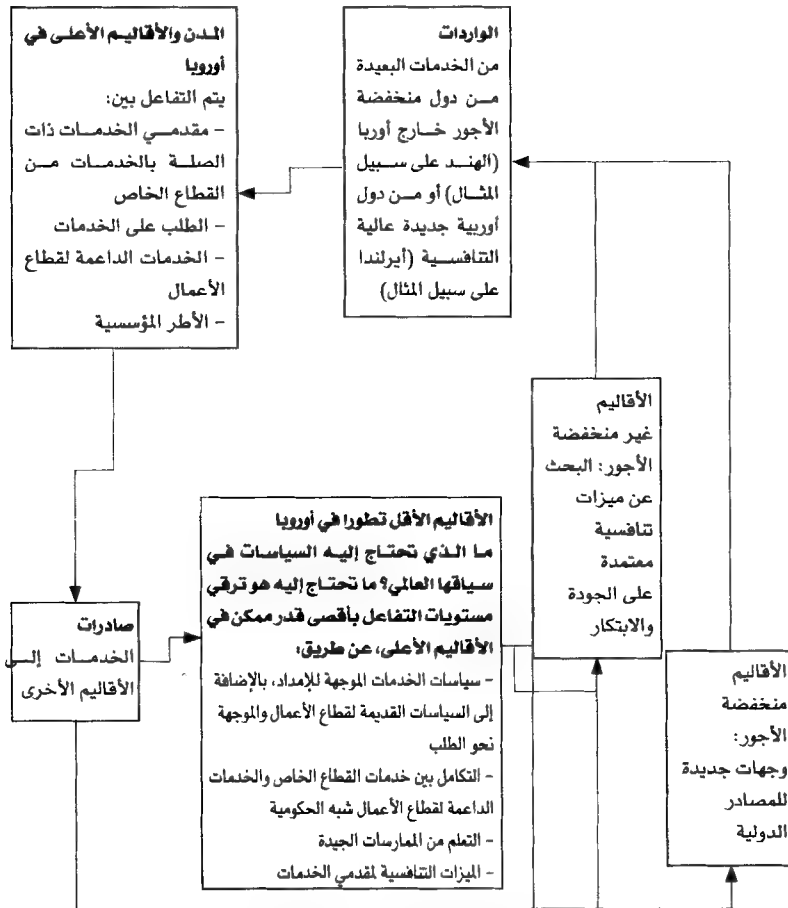 المدن والأقاليم الأعلى في
أوروبا
يتم التفاعل بين:
– مقدمي الخدمات ذات
الصلة بالخدمات من
القطاع الخاص
– الطلب على الخدمات
– الخدمات الداعمة لقطاع
الأعمال
– الأطر المؤسسية
الواردات
من الخدمات البعيدة
من دول منخفضة
الأجور خارج أوربا
(الهند على سبيل
المثال) أو من دول
أوربية جديدة عالية
التنافسية (أيرلندا
على سبيل المثال)
الأقاليم
غير منخفضة
الأجور: البحث
عن ميزات
تنافسية
معتمدة
على الجودة
والابتكار
الأقاليم الأقل تطورا في أوروبا
ما الذي تحتاج إليه السياسات في
سياقها العالمي؟ ما تحتاج إليه هو ترقي
مستويات التفاعل بأقصى قدر ممكن في
الأقاليم الأعلى، عن طريق:
– سياسات الخدمات الموجهة للإمداد، بالإضافة
إلى السياسات القديمة لقطاع الأعمال والموجهة
نحو الطلب
– التكامل بين خدمات القطاع الخاص والخدمات
الداعمة لقطاع الأعمال شبه الحكومية
– التعلم من الممارسات الجيدة
– الميزات التنافسية لمقدمي الخدمات
صادرات
الخدمات إلى
الأقاليم الأخرى
الأقاليم
منخفضة
الأجور:
وجهات جديدة
للمصادر
الدولية